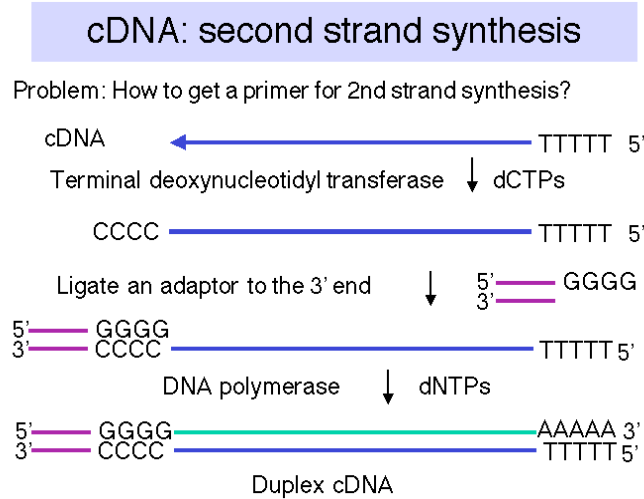 cDNA: second strand synthesis
Problem: How to get a primer for 2nd strand synthesis?
cDNA TTTTT 5'
Terminal deoxynucleotidyl transferase dCTPs
CCCC TTTTT 5'
Ligate an adaptor to the 3' end 5' GGGG
3'
5' GGGG
3' CCCC TTTTT 5'
DNA polymerase dNTPs
5' GGGG AAAAA 3'
3' CCCC TTTTT 5'
Duplex cDNA